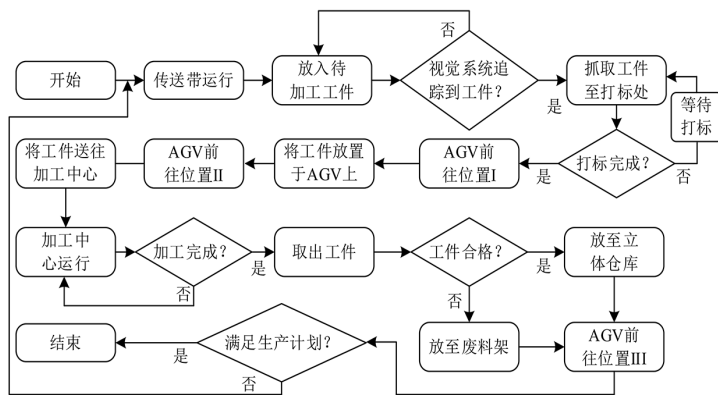 否
开始
传送带运行
放入待
加工工件
视觉系统追
踪到工件？
是
抓取工件
至打标处
等待
打标
将工件送往
加工中心
AGV前
往位置II
将工件放置
于AGV上
AGV前
往位置I
是
打标完成？
否
加工中
心运行
加工完成？
是
否
取出工件
工件合格？
是
否
放至立
体仓库
结束
是
满足生产计划？
否
放至废料架
AGV前
往位置III